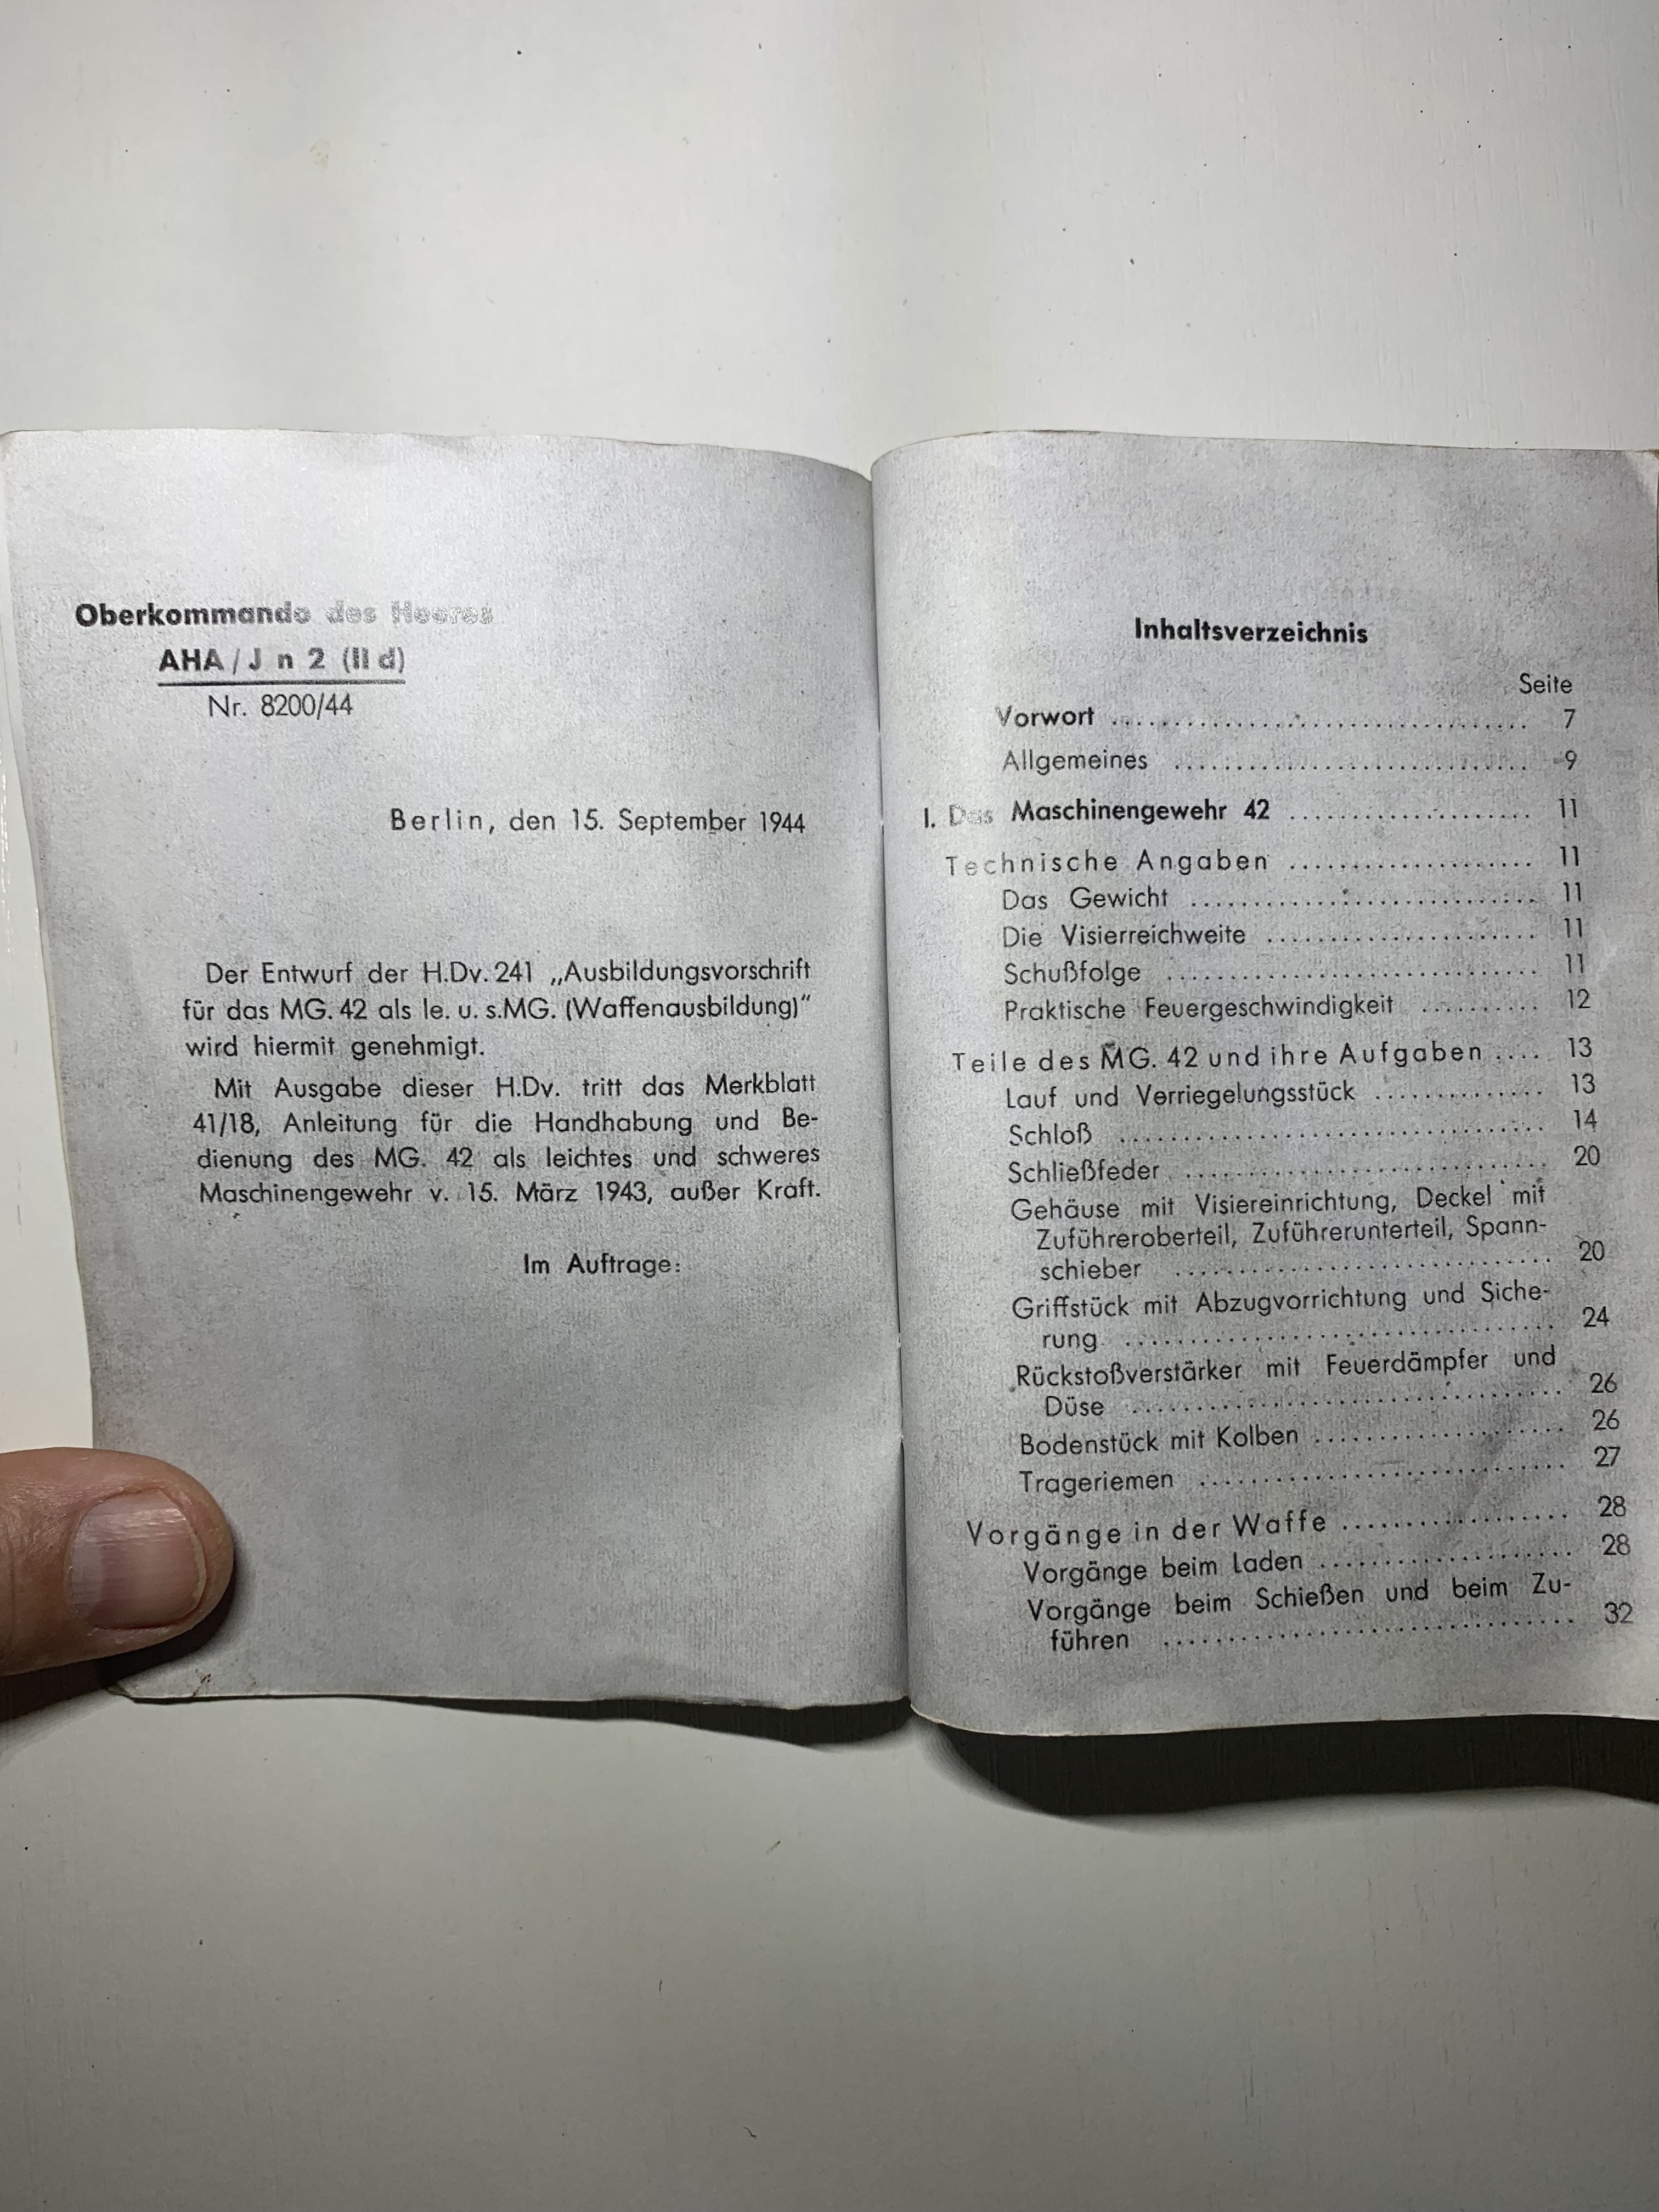 Oberkommando des Heeres
AHA / J n 2 (II d)
Nr. 8200/44
Berlin, den 15. September 1944
Der Entwurf der H.Dv. 241 „Ausbildungsvorschrift
für das MG. 42 als le. u. s.MG. (Waffenausbildung)“
wird hiermit genehmigt.
Mit Ausgabe dieser H.Dv. tritt das Merkblatt
41/18, Anleitung für die Handhabung und Be-
dienung des MG. 42 als leichtes und schweres
Maschinengewehr v. 15. März 1943, außer Kraft.
Im Auftrage:
Inhaltsverzeichnis
Seite
Vorwort ................................. 7
Allgemeines ............................ 9
I. Das Maschinengewehr 42 .................... 11
Technische Angaben .................... 11
Das Gewicht ............................ 11
Die Visierreichweite ...................... 11
Schußfolge .............................. 11
Praktische Feuergeschwindigkeit .......... 12
Teile des MG. 42 und ihre Aufgaben .... 13
Lauf und Verriegelungsstück .............. 13
Schloß .................................. 14
Schließfeder ............................. 20
Gehäuse mit Visiereinrichtung, Deckel mit
Zuführeroberteil, Zuführerunterteil, Spann-
schieber .............................. 20
Griffstück mit Abzugvorrichtung und Siche-
rung .................................. 24
Rückstoßverstärker mit Feuerdämpfer und
Düse .................................. 26
Bodenstück mit Kolben .................... 26
Trageriemen ............................. 27
Vorgänge in der Waffe .................. 28
Vorgänge beim Laden .................... 28
Vorgänge beim Schießen und beim Zu-
führen ................................ 32